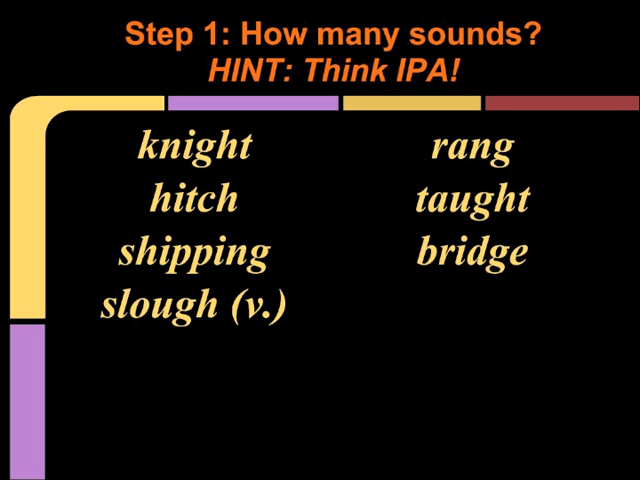 Step 1: How many sounds?
HINT: Think IPA!
knight
hitch
shipping
slough (v.)
rang
taught
bridge